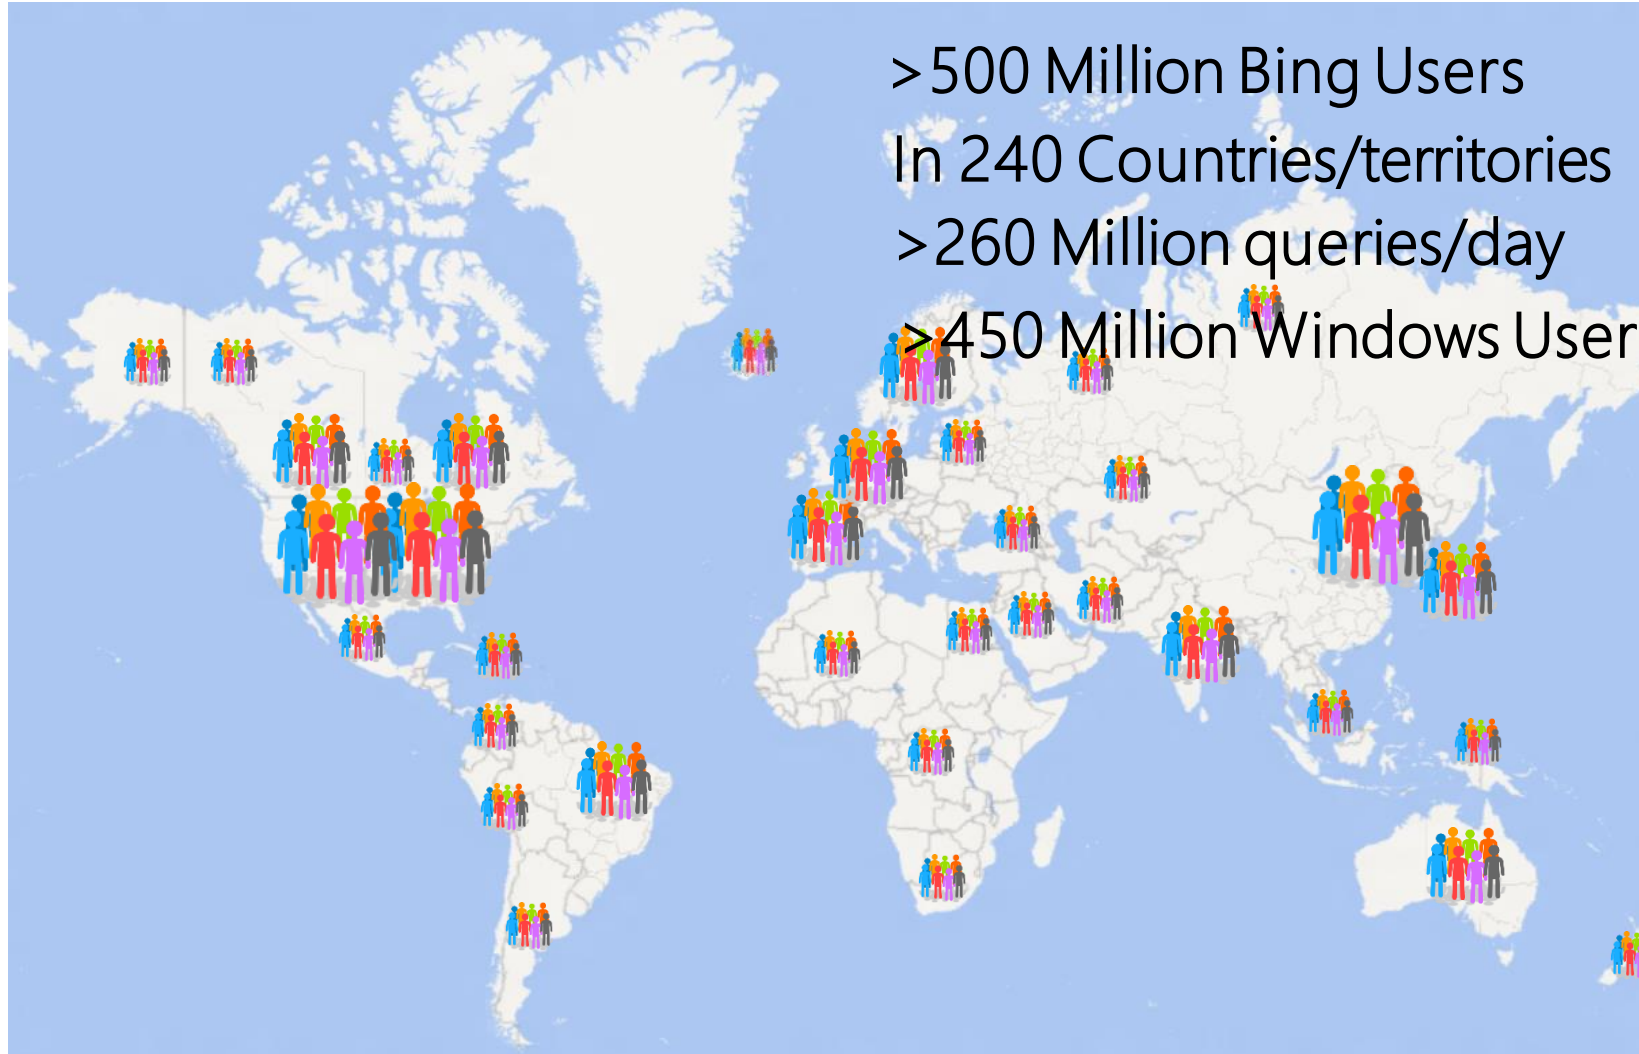 >500 Million Bing Users
In 240 Countries/territories
>260 Million queries/day
>450 Million Windows User